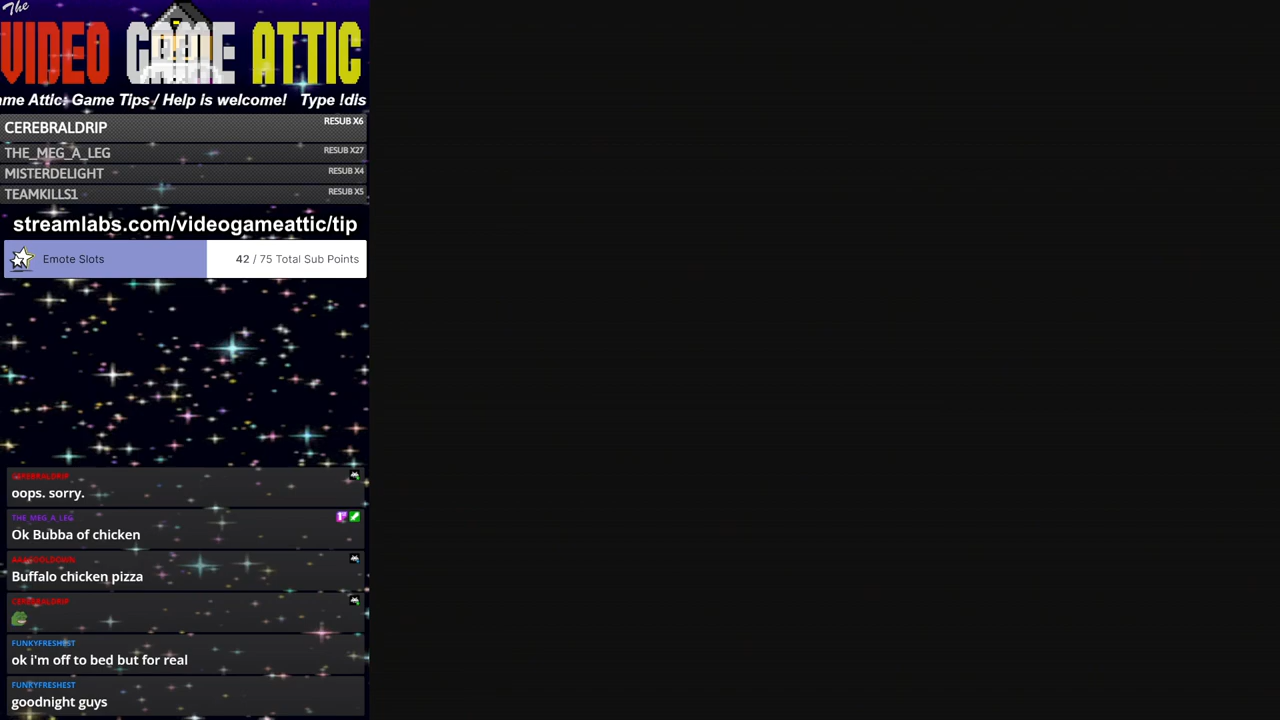 The
VIDEO GAME ATTIC
ame Attic: Game Tips / Help is welcome! Type !dis
CEREBRALDRIP RESUB X6
THE_MEG_A_LEG RESUB X27
MISTERDELIGHT RESUB X4
TEAMKILLS1 RESUB X5
streamlabs.com/videogameattic/tip
Emote Slots 42 / 75 Total Sub Points
CEREBRALDRIP
oops. sorry.
THE_MEG_A_LEG
Ok Bubba of chicken
Buffalo chicken pizza
CEREBRALDRIP
FUNKYFRESHEST
ok i'm off to bed but for real
FUNKYFRESHEST
goodnight guys